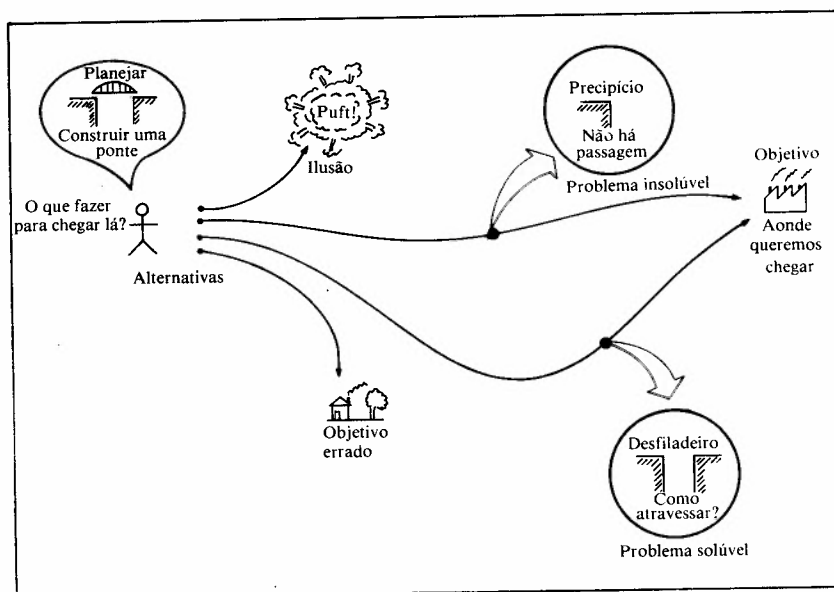 Planejar
Construir uma
ponte
O que fazer
para chegar lá?
Alternativas
Puft!
Ilusão
Precipício
Não há
passagem
Problema insolúvel
Objetivo
Aonde
queremos
chegar
Objetivo
errado
Desfiladeiro
Como
atravessar?
Problema solúvel